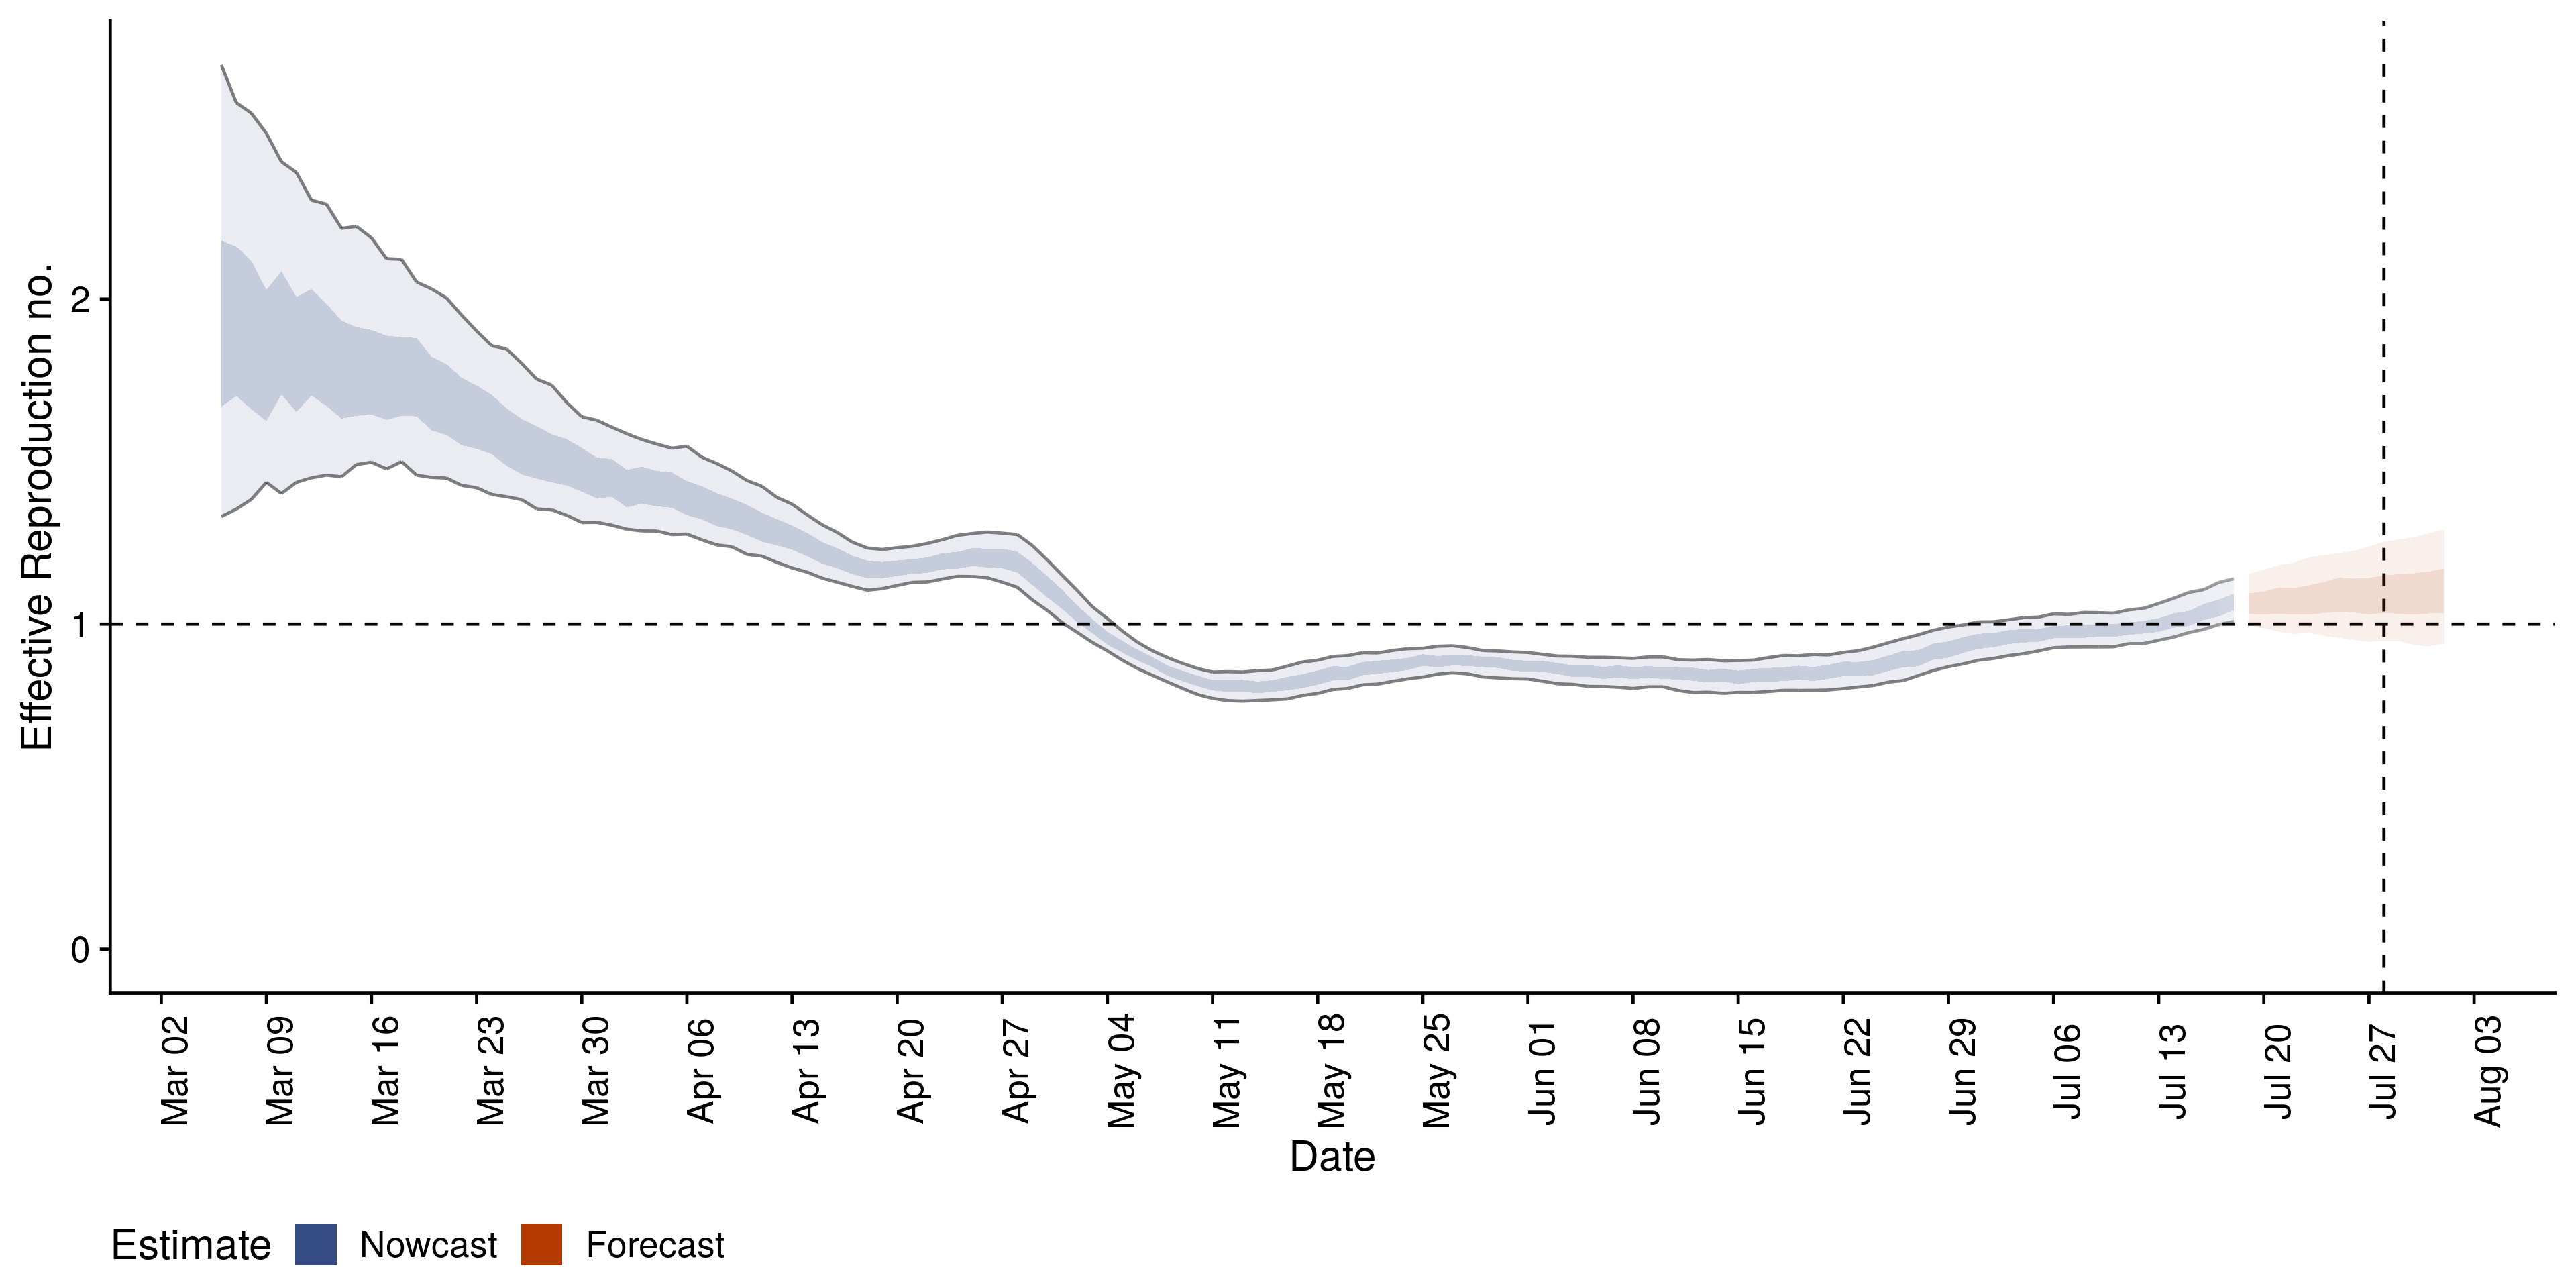 Effective Reproduction no.
2
1
0
Mar 02
Mar 09
Mar 16
Mar 23
Mar 30
Apr 06
Apr 13
Apr 20
Apr 27
May 04
May 11
May 18
May 25
Jun 01
Jun 08
Jun 15
Jun 22
Jun 29
Jul 06
Jul 13
Jul 20
Jul 27
Aug 03
Date
Estimate Nowcast Forecast